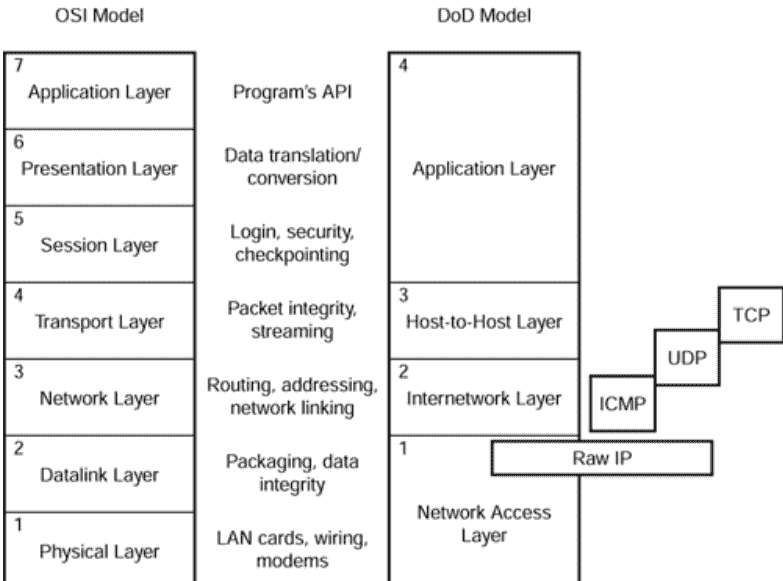 OSI Model
DoD Model
7
Application Layer
Program's API
4
Application Layer
6
Presentation Layer
Data translation/
conversion
5
Session Layer
Login, security,
checkpointing
4
Transport Layer
Packet integrity,
streaming
3
Host-to-Host Layer
TCP
UDP
3
Network Layer
Routing, addressing,
network linking
2
Internetwork Layer
ICMP
2
Datalink Layer
Packaging, data
integrity
1
Network Access
Layer
Raw IP
1
Physical Layer
LAN cards, wiring,
modems